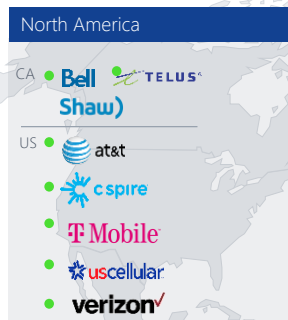 North America
CA Bell TELUS
Shaw)
US at&t
c spire
T Mobile
uscellular
verizon✓